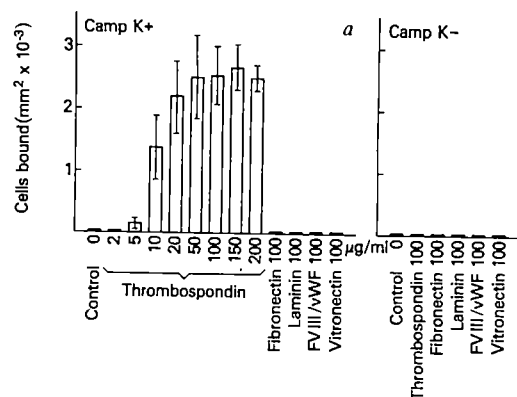 Camp K+
a
Camp K−
Cells bound (mm² x 10⁻³)
3
2
1
0
2
5
10
20
50
100
150
200
100
100
100
100
µg/ml
0
100
100
100
100
100
Control
Thrombospondin
Fibronectin
Laminin
FVIII/vWF
Vitronectin
Control
Thrombospondin
Fibronectin
Laminin
FVIII/vWF
Vitronectin